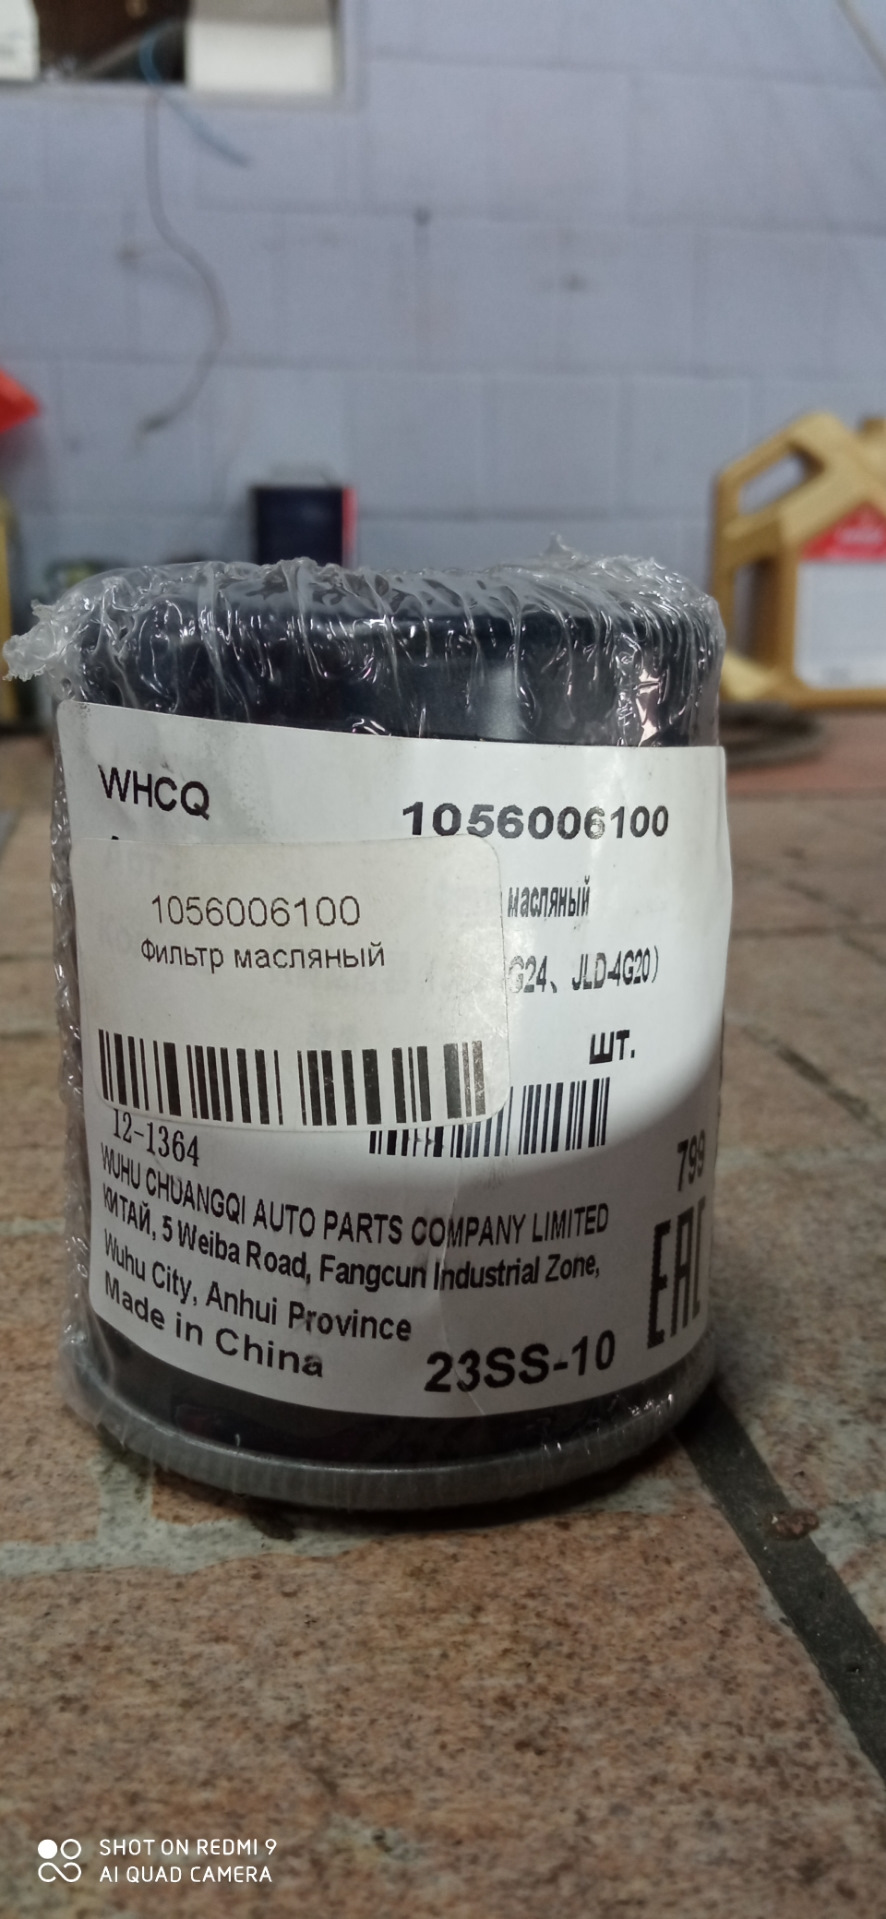 WHCQ
1056006100
масляный
G24、JLD-4G20)
шт.
1056006100
Фильтр масляный
12-1364
799
WUHU CHUANGQI AUTO PARTS COMPANY LIMITED
КИТАЙ, 5 Weiba Road, Fangcun Industrial Zone,
Wuhu City, Anhui Province
Made in China
23SS-10
EAC
SHOT ON REDMI 9
AI QUAD CAMERA